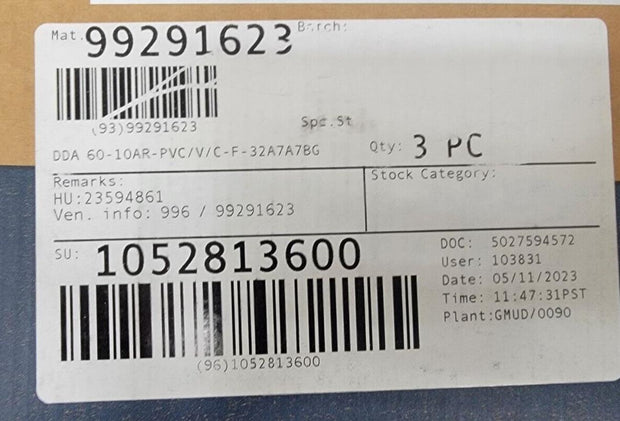 Mat. 99291623 Batch:
(93)99291623
Spc.St
DDA 60-10AR-PVC/V/C-F-32A7A7BG Qty: 3 PC
Remarks: Stock Category:
HU:23594861
Ven. info: 996 / 99291623
SU: 1052813600
DOC: 5027594572
User: 103831
Date: 05/11/2023
Time: 11:47:31PST
Plant:GMUD/0090
(96)1052813600